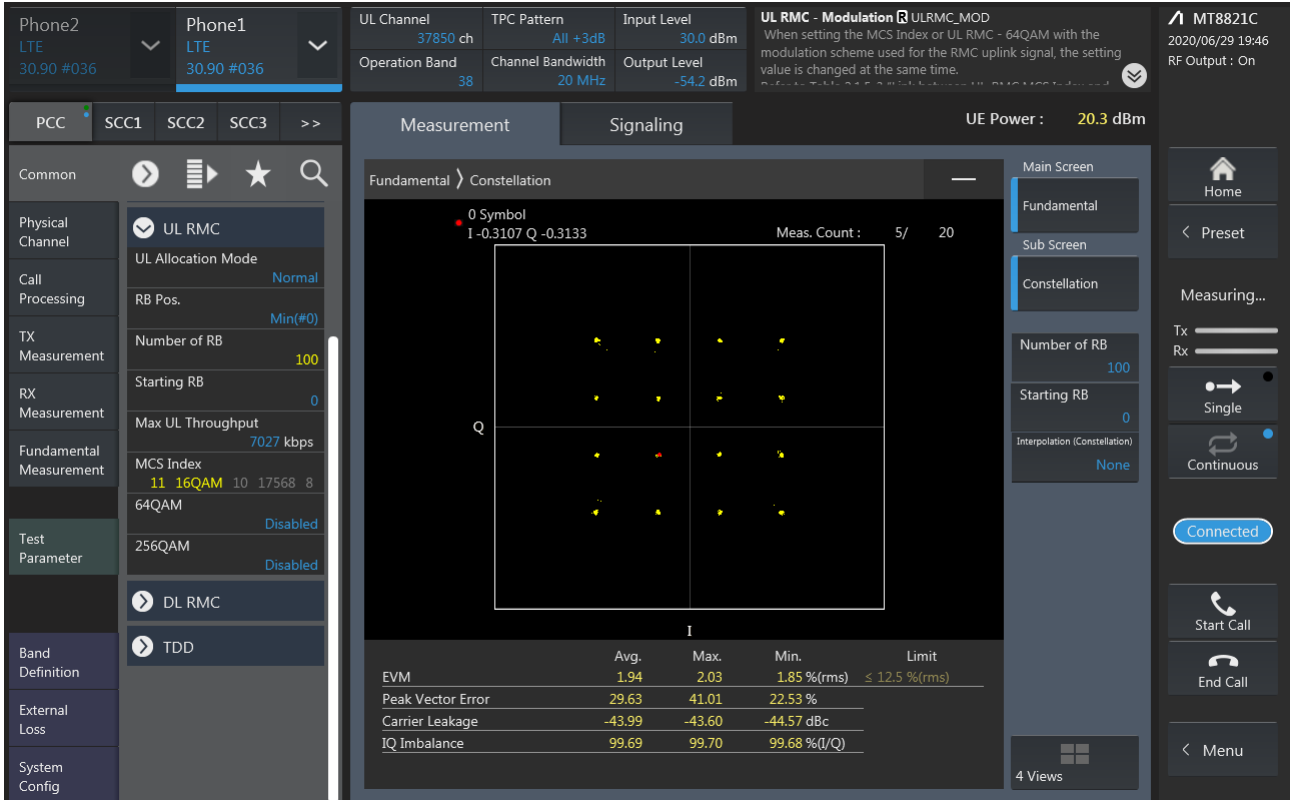 Phone2
LTE
30.90 #036
Phone1
LTE
30.90 #036
UL Channel
37850 ch
TPC Pattern
All +3dB
Input Level
30.0 dBm
Operation Band
38
Channel Bandwidth
20 MHz
Output Level
-54.2 dBm
UL RMC - Modulation R ULRMC_MOD
When setting the MCS Index or UL RMC - 64QAM with the
modulation scheme used for the RMC uplink signal, the setting
value is changed at the same time.
MT8821C
2020/06/29 19:46
RF Output : On
PCC SCC1 SCC2 SCC3 >>
Measurement
Signaling
UE Power : 20.3 dBm
Common
Physical
Channel
Call
Processing
TX
Measurement
RX
Measurement
Fundamental
Measurement
Test
Parameter
Band
Definition
External
Loss
System
Config
UL RMC
UL Allocation Mode
Normal
RB Pos.
Min(#0)
Number of RB
100
Starting RB
0
Max UL Throughput
7027 kbps
MCS Index
11 16QAM 10 17568 8
64QAM
Disabled
256QAM
Disabled
DL RMC
TDD
Fundamental 〉 Constellation
0 Symbol
I -0.3107 Q -0.3133
Meas. Count : 5/ 20
Q
I
Avg. Max. Min. Limit
EVM 1.94 2.03 1.85 %(rms) ≤ 12.5 %(rms)
Peak Vector Error 29.63 41.01 22.53 %
Carrier Leakage -43.99 -43.60 -44.57 dBc
IQ Imbalance 99.69 99.70 99.68 %(I/Q)
Main Screen
Fundamental
Sub Screen
Constellation
Number of RB
100
Starting RB
0
Interpolation (Constellation)
None
4 Views
Home
< Preset
Measuring...
Tx
Rx
Single
Continuous
Connected
Start Call
End Call
< Menu